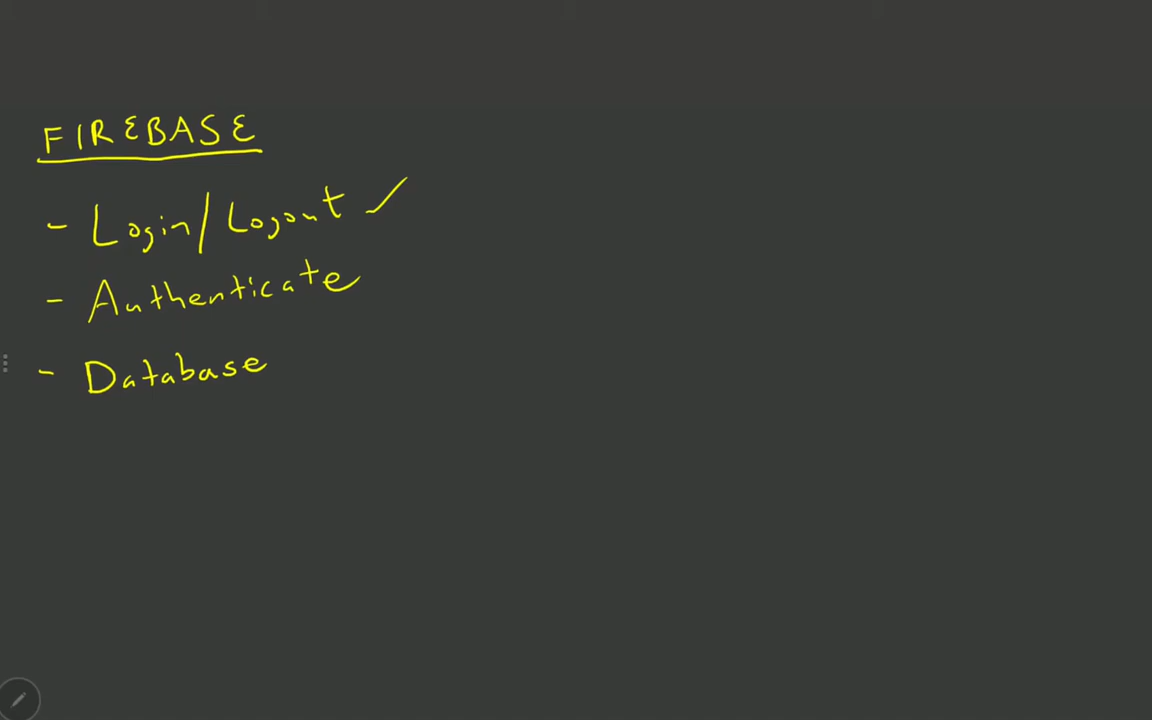 FIREBASE
- Login/Logout ✓
- Authenticate
- Database